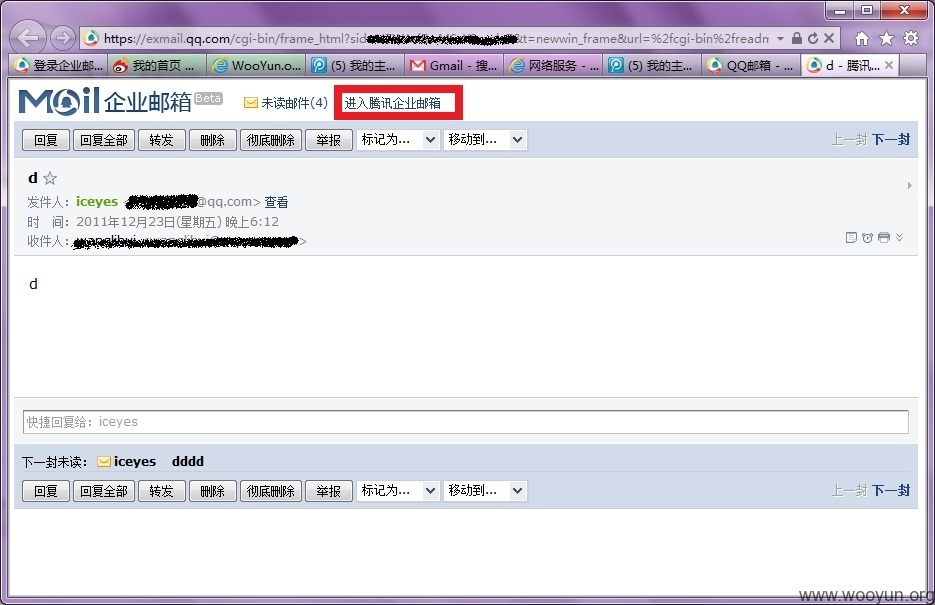 https://exmail.qq.com/cgi-bin/frame_html?sid t=newwin_frame&url=%2fcgi-bin%2freadm
登录企业邮... 我的首页 ... WooYun.o... (5) 我的主... Gmail - 搜... 网络服务 - ... (5) 我的主... QQ邮箱 - ... d - 腾讯...
Mail 企业邮箱 Beta 未读邮件(4) 进入腾讯企业邮箱
回复 回复全部 转发 删除 彻底删除 举报 标记为... 移动到... 上一封 下一封
d
发件人: iceyes < @qq.com> 查看
时 间: 2011年12月23日(星期五) 晚上6:12
收件人: >
d
快捷回复给: iceyes
下一封未读: iceyes dddd
回复 回复全部 转发 删除 彻底删除 举报 标记为... 移动到... 上一封 下一封
www.wooyun.org